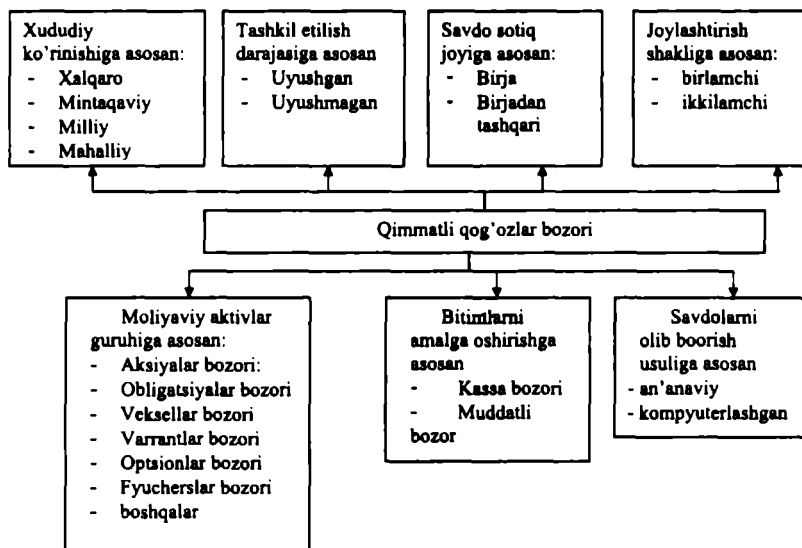 Xududiy
ko'rinishiga asosan:
- Xalqaro
- Mintaqaviy
- Milliy
- Mahalliy
Tashkil etilish
darajasiga asosan
- Uyushgan
- Uyushmagan
Savdo sotiq
joyiga asosan:
- Birja
- Birjadan
tashqari
Joylashtirish
shakliga asosan:
- birlamchi
- ikkilamchi
Qimmatli qog'ozlar bozori
Moliyaviy aktivlar
guruhiga asosan:
- Aksiyalar bozori:
- Obligatsiyalar bozori
- Veksellar bozori
- Varrantlar bozori
- Optsionlar bozori
- Fyucherslar bozori
- boshqalar
Bitimlarni
amalga oshirishga
asosan
- Kassa bozori
- Muddatli
bozor
Savdolarni
olib boorish
usuliga asosan
- an'anaviy
- kompyuterlashgan